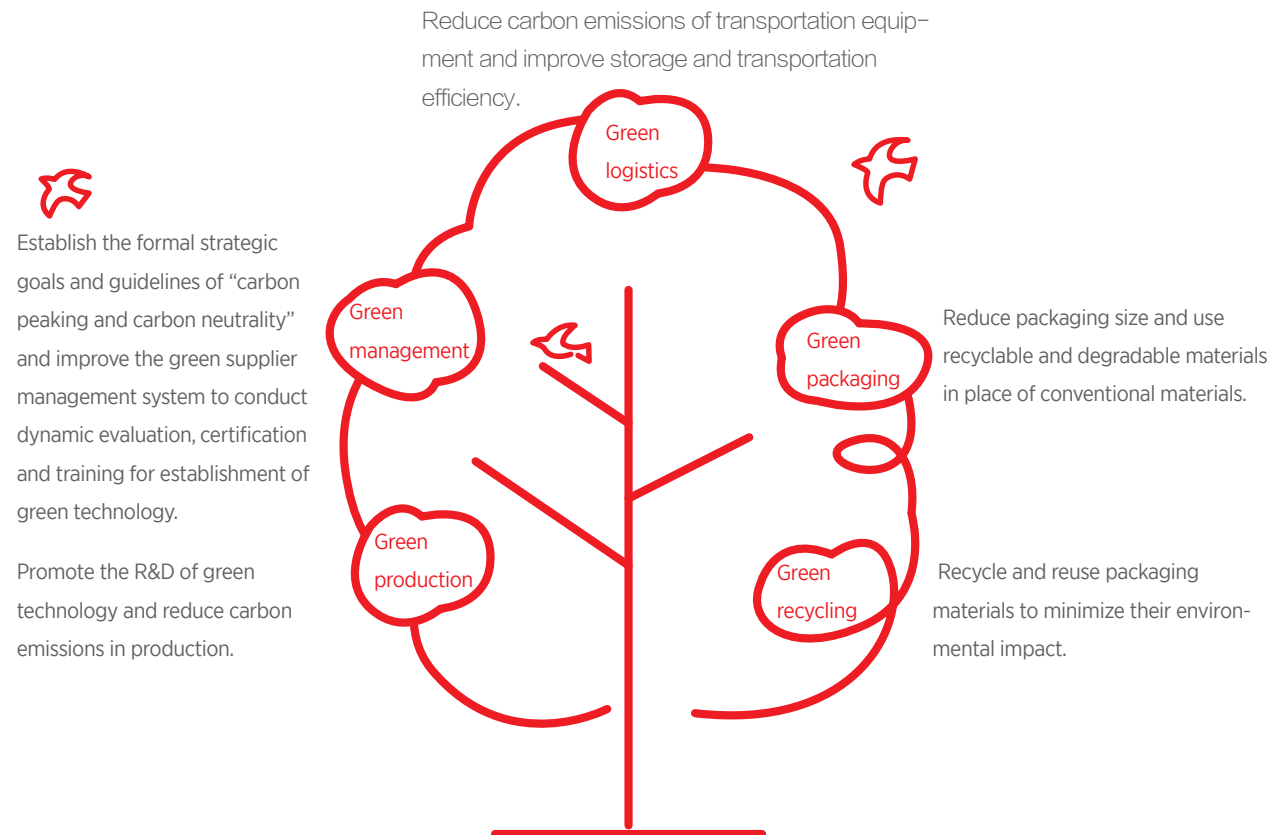 Reduce carbon emissions of transportation equip-
ment and improve storage and transportation
efficiency.
Green
logistics
Establish the formal strategic
goals and guidelines of “carbon
peaking and carbon neutrality”
and improve the green supplier
management system to conduct
dynamic evaluation, certification
and training for establishment of
green technology.
Green
management
Green
packaging
Reduce packaging size and use
recyclable and degradable materials
in place of conventional materials.
Promote the R&D of green
technology and reduce carbon
emissions in production.
Green
production
Green
recycling
Recycle and reuse packaging
materials to minimize their environ-
mental impact.